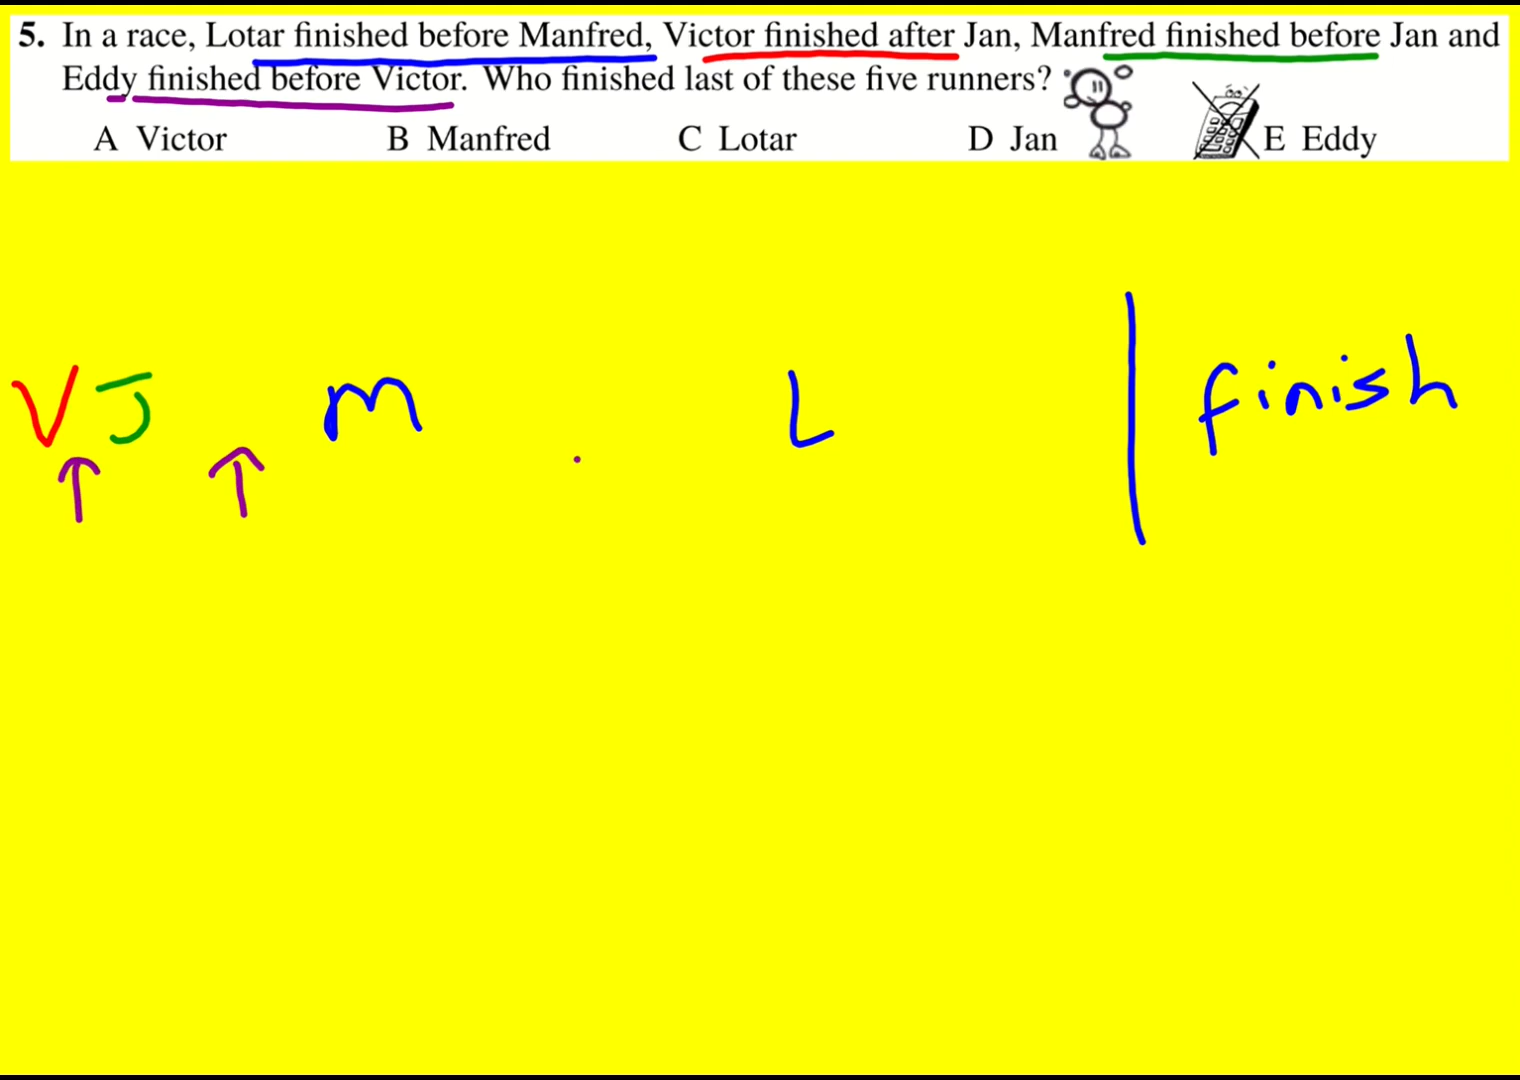 5. In a race, Lotar finished before Manfred, Victor finished after Jan, Manfred finished before Jan and
Eddy finished before Victor. Who finished last of these five runners?
A Victor B Manfred C Lotar D Jan E Eddy
V J M L finish